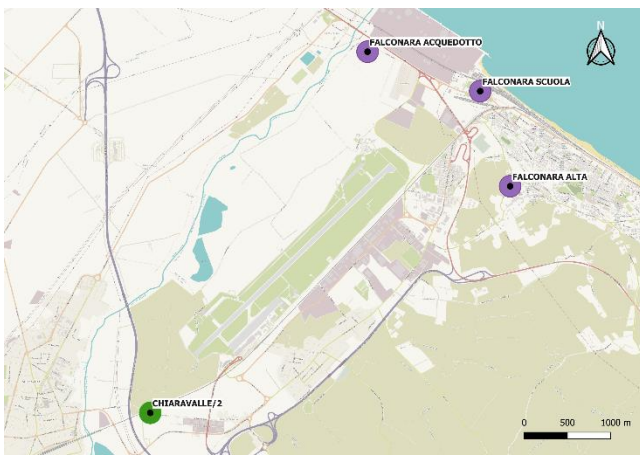 N
FALCONARA ACQUEDOTTO
FALCONARA SCUOLA
FALCONARA ALTA
CHIARAVALLE/2
0 500 1000 m